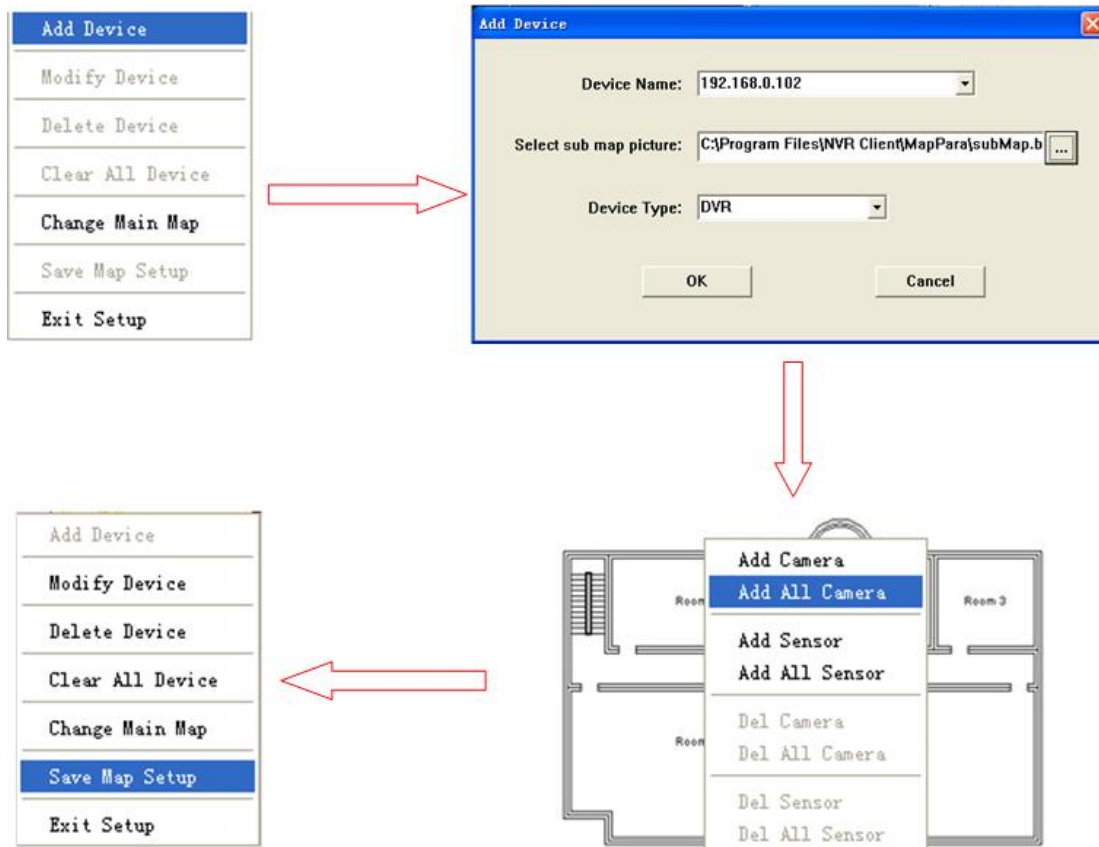 Add Device
Modify Device
Delete Device
Clear All Device
Change Main Map
Save Map Setup
Exit Setup
Add Device
Device Name: 192.168.0.102
Select sub map picture: C:\Program Files\NVR Client\MapPara\subMap.b ...
Device Type: DVR
OK Cancel
Add Device
Modify Device
Delete Device
Clear All Device
Change Main Map
Save Map Setup
Exit Setup
Add Camera
Add All Camera
Add Sensor
Add All Sensor
Del Camera
Del All Camera
Del Sensor
Del All Sensor
Room
Room 3
Room